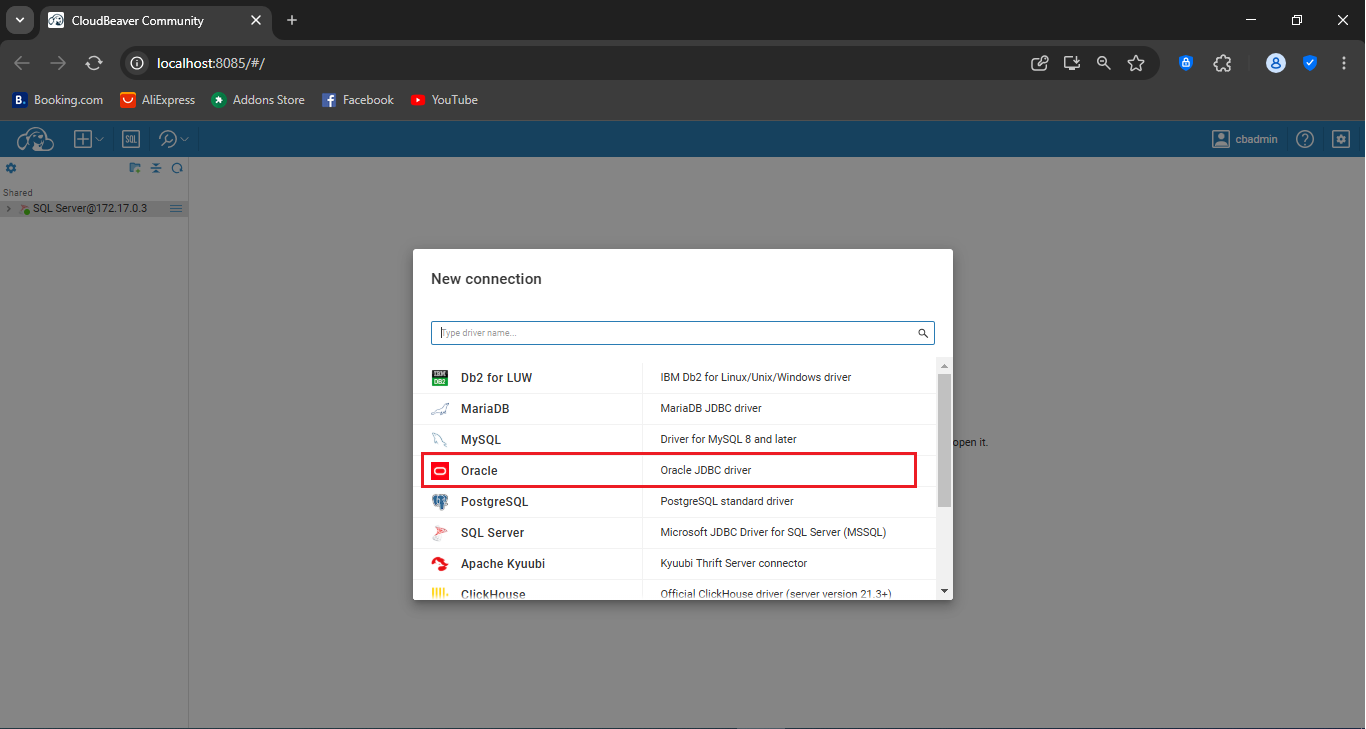 CloudBeaver Community
localhost:8085/#/
B. Booking.com AliExpress Addons Store Facebook YouTube
SQL cbadmin
Shared
SQL Server@172.17.0.3
New connection
Type driver name...
IBM DB2 Db2 for LUW IBM Db2 for Linux/Unix/Windows driver
MariaDB MariaDB JDBC driver
MySQL Driver for MySQL 8 and later
open it.
Oracle Oracle JDBC driver
PostgreSQL PostgreSQL standard driver
SQL Server Microsoft JDBC Driver for SQL Server (MSSQL)
Apache Kyuubi Kyuubi Thrift Server connector
ClickHouse Official ClickHouse driver (server version 21.3+)